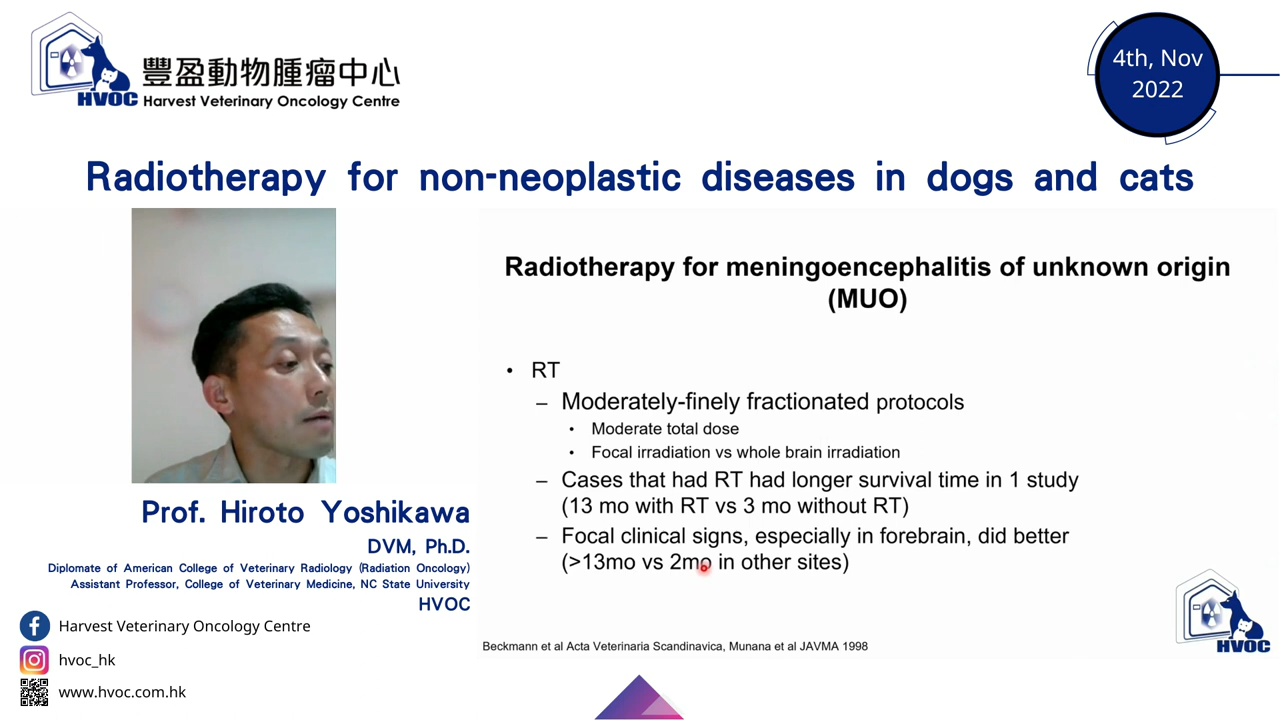 豐盈動物腫瘤中心
HVOC Harvest Veterinary Oncology Centre
4th, Nov
2022
Radiotherapy for non-neoplastic diseases in dogs and cats
Radiotherapy for meningoencephalitis of unknown origin
(MUO)
• RT
– Moderately-finely fractionated protocols
• Moderate total dose
• Focal irradiation vs whole brain irradiation
– Cases that had RT had longer survival time in 1 study
(13 mo with RT vs 3 mo without RT)
– Focal clinical signs, especially in forebrain, did better
(>13mo vs 2mo in other sites)
Beckmann et al Acta Veterinaria Scandinavica, Munana et al JAVMA 1998
HVOC
Prof. Hiroto Yoshikawa
DVM, Ph.D.
Diplomate of American College of Veterinary Radiology (Radiation Oncology)
Assistant Professor, College of Veterinary Medicine, NC State University
HVOC
Harvest Veterinary Oncology Centre
hvoc_hk
www.hvoc.com.hk